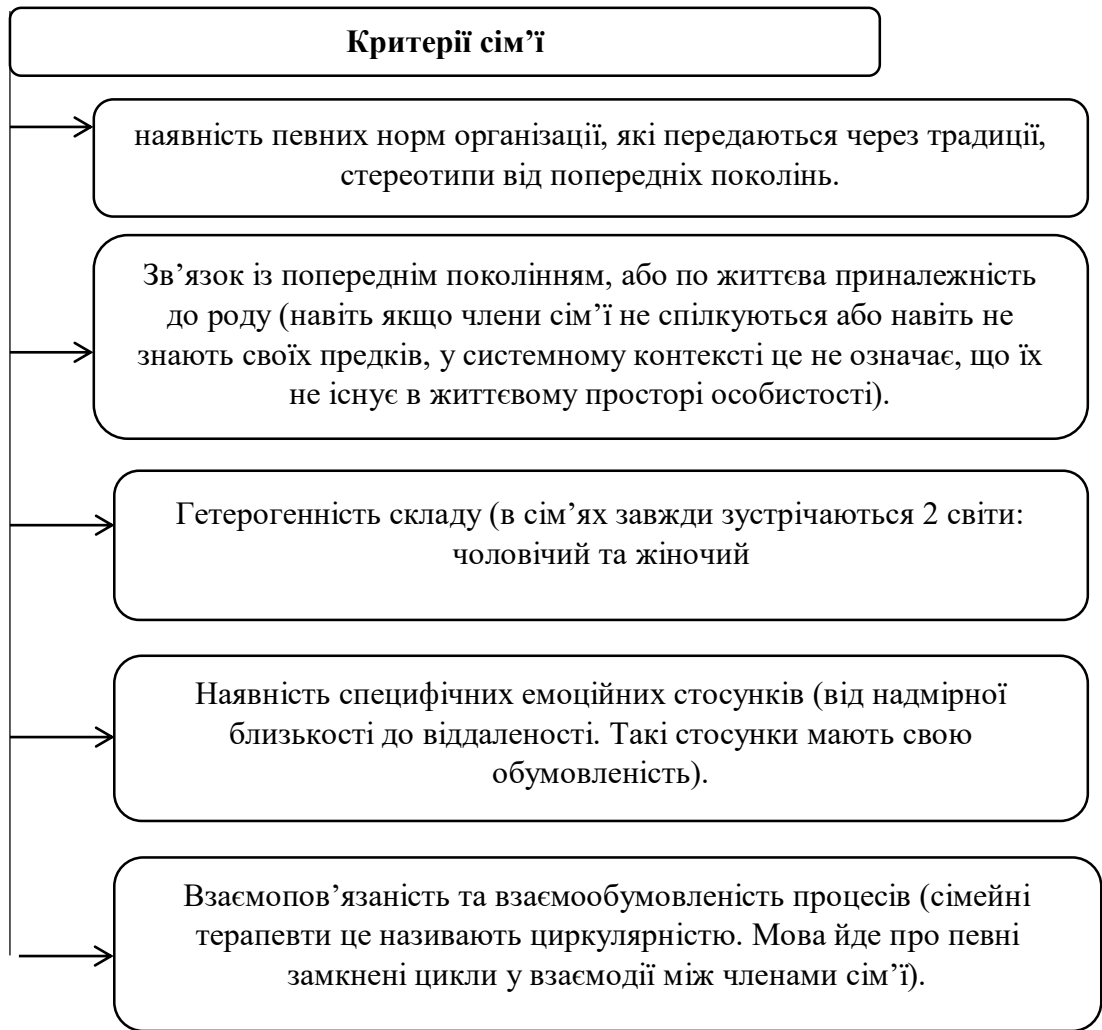 Критерії сім’ї
наявність певних норм організації, які передаються через традиції,
стереотипи від попередніх поколінь.
Зв’язок із попереднім поколінням, або по життєва приналежність
до роду (навіть якщо члени сім’ї не спілкуються або навіть не
знають своїх предків, у системному контексті це не означає, що їх
не існує в життєвому просторі особистості).
Гетерогенність складу (в сім’ях завжди зустрічаються 2 світи:
чоловічий та жіночий
Наявність специфічних емоційних стосунків (від надмірної
близькості до віддаленості. Такі стосунки мають свою
обумовленість).
Взаємопов’язаність та взаємообумовленість процесів (сімейні
терапевти це називають циркулярністю. Мова йде про певні
замкнені цикли у взаємодії між членами сім’ї).